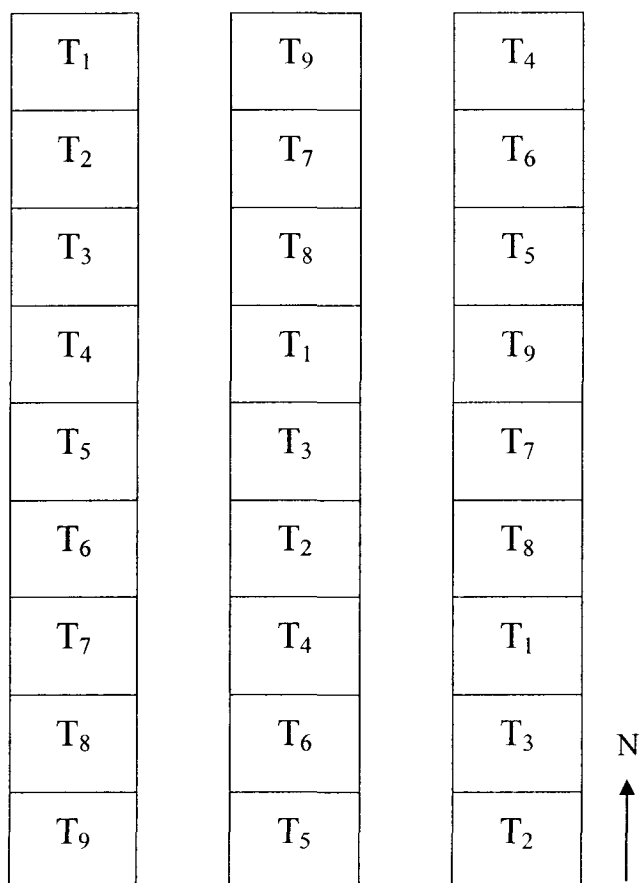 T₁ T₉ T₄
T₂ T₇ T₆
T₃ T₈ T₅
T₄ T₁ T₉
T₅ T₃ T₇
T₆ T₂ T₈
T₇ T₄ T₁
T₈ T₆ T₃
N
T₉ T₅ T₂